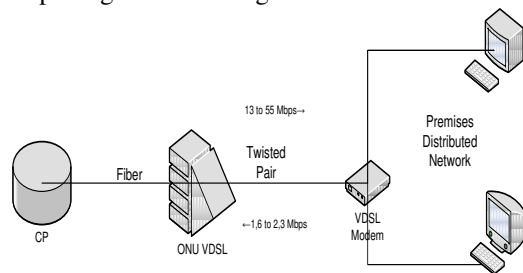 13 to 55 Mbps→
Premises
Distributed
Network
Fiber
Twisted
Pair
CP
ONU VDSL
←1,6 to 2,3 Mbps
VDSL
Modem